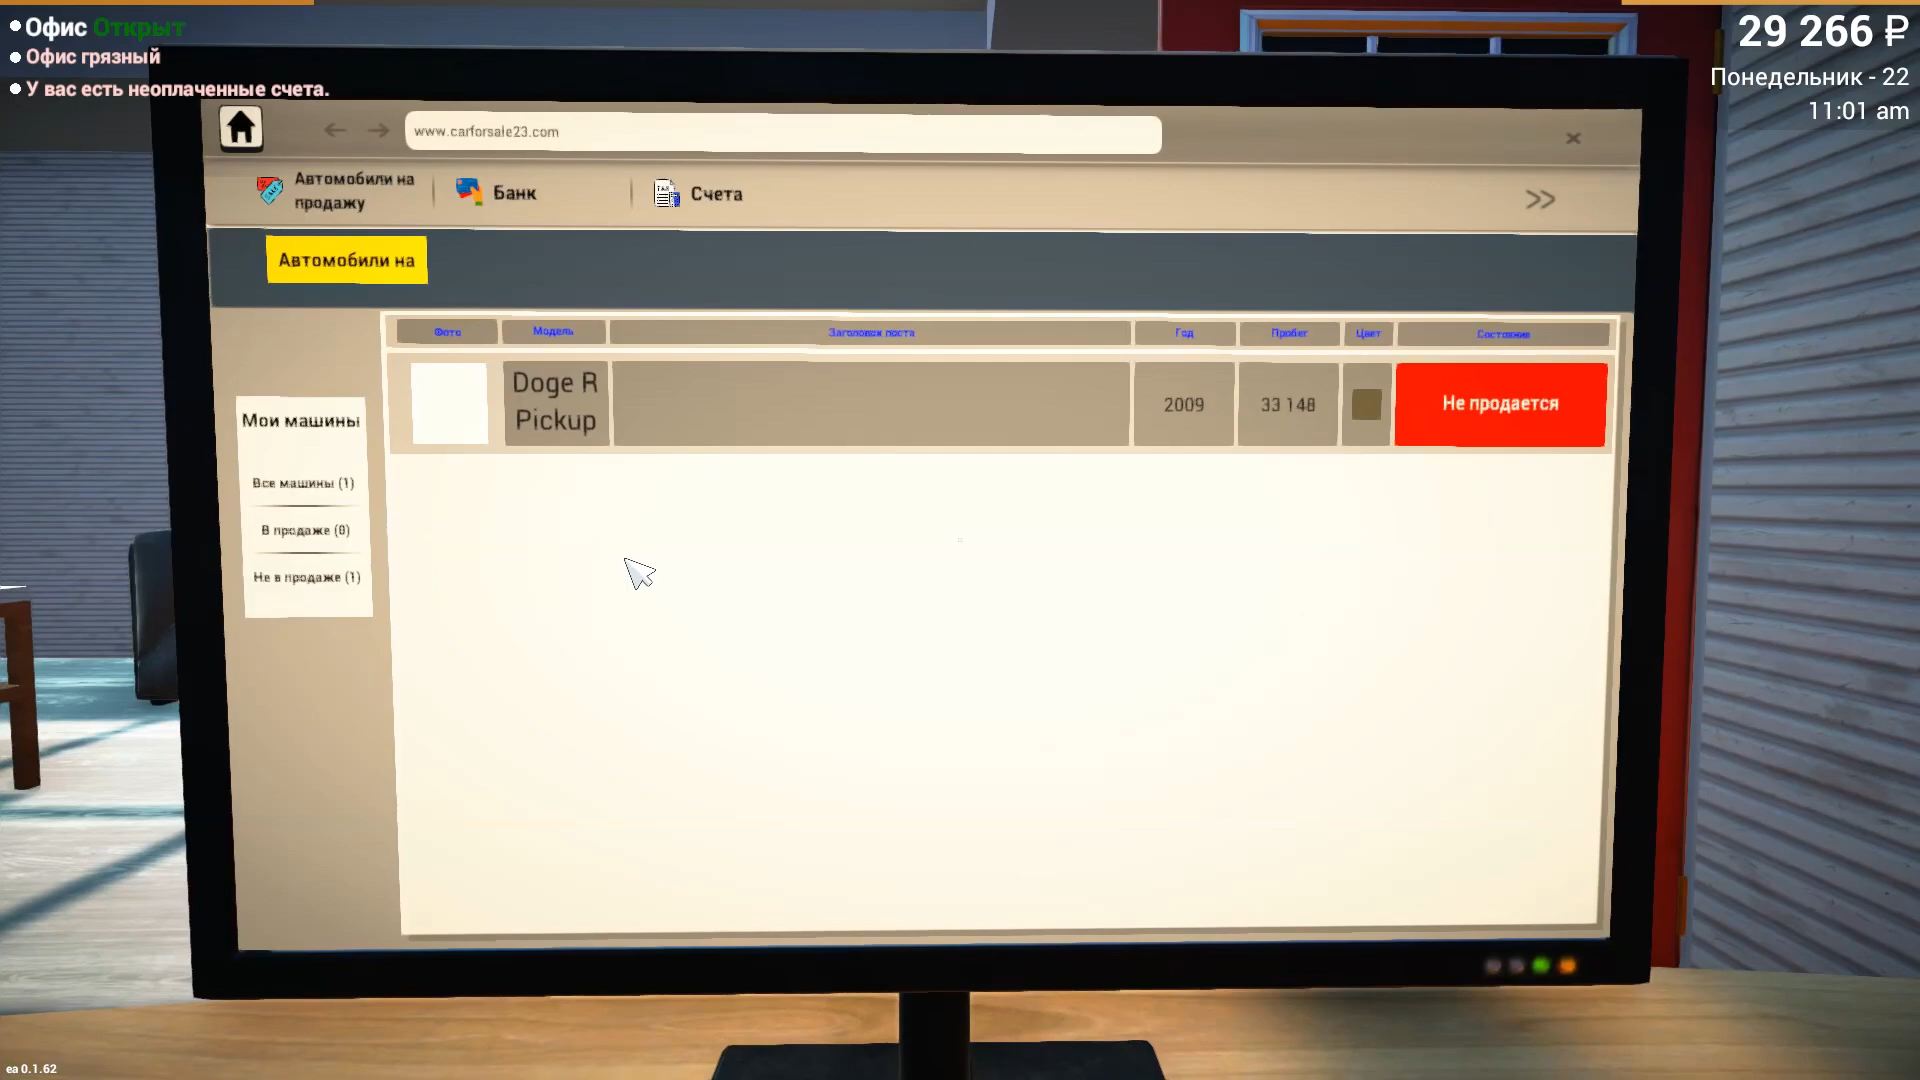 Офис Открыт
Офис грязный
У вас есть неоплаченные счета.
29 266 ₽
Понедельник - 22
11:01 am
www.carforsale23.com
Автомобили на
продажу
Банк
Счета
Автомобили на
Фото Модель Заголовок поста Год Пробег Цвет Состояние
Doge R
Pickup
2009 33 148 Не продается
Мои машины
Все машины (1)
В продаже (0)
Не в продаже (1)
ea 0.1.62